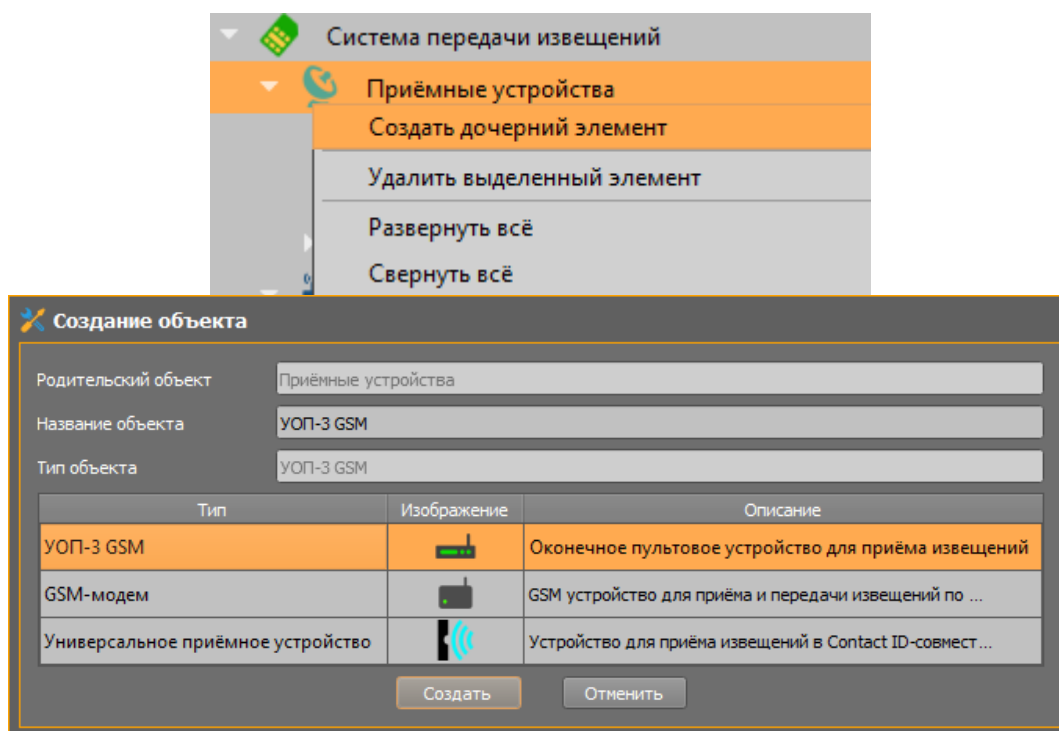 Система передачи извещений
Приёмные устройства
Создать дочерний элемент
Удалить выделенный элемент
Развернуть всё
Свернуть всё
Создание объекта
Родительский объект Приёмные устройства
Название объекта УОП-3 GSM
Тип объекта УОП-3 GSM
Тип Изображение Описание
УОП-3 GSM Оконечное пультовое устройство для приёма извещений
GSM-модем GSM устройство для приёма и передачи извещений по ...
Универсальное приёмное устройство Устройство для приёма извещений в Contact ID-совмест...
Создать Отменить